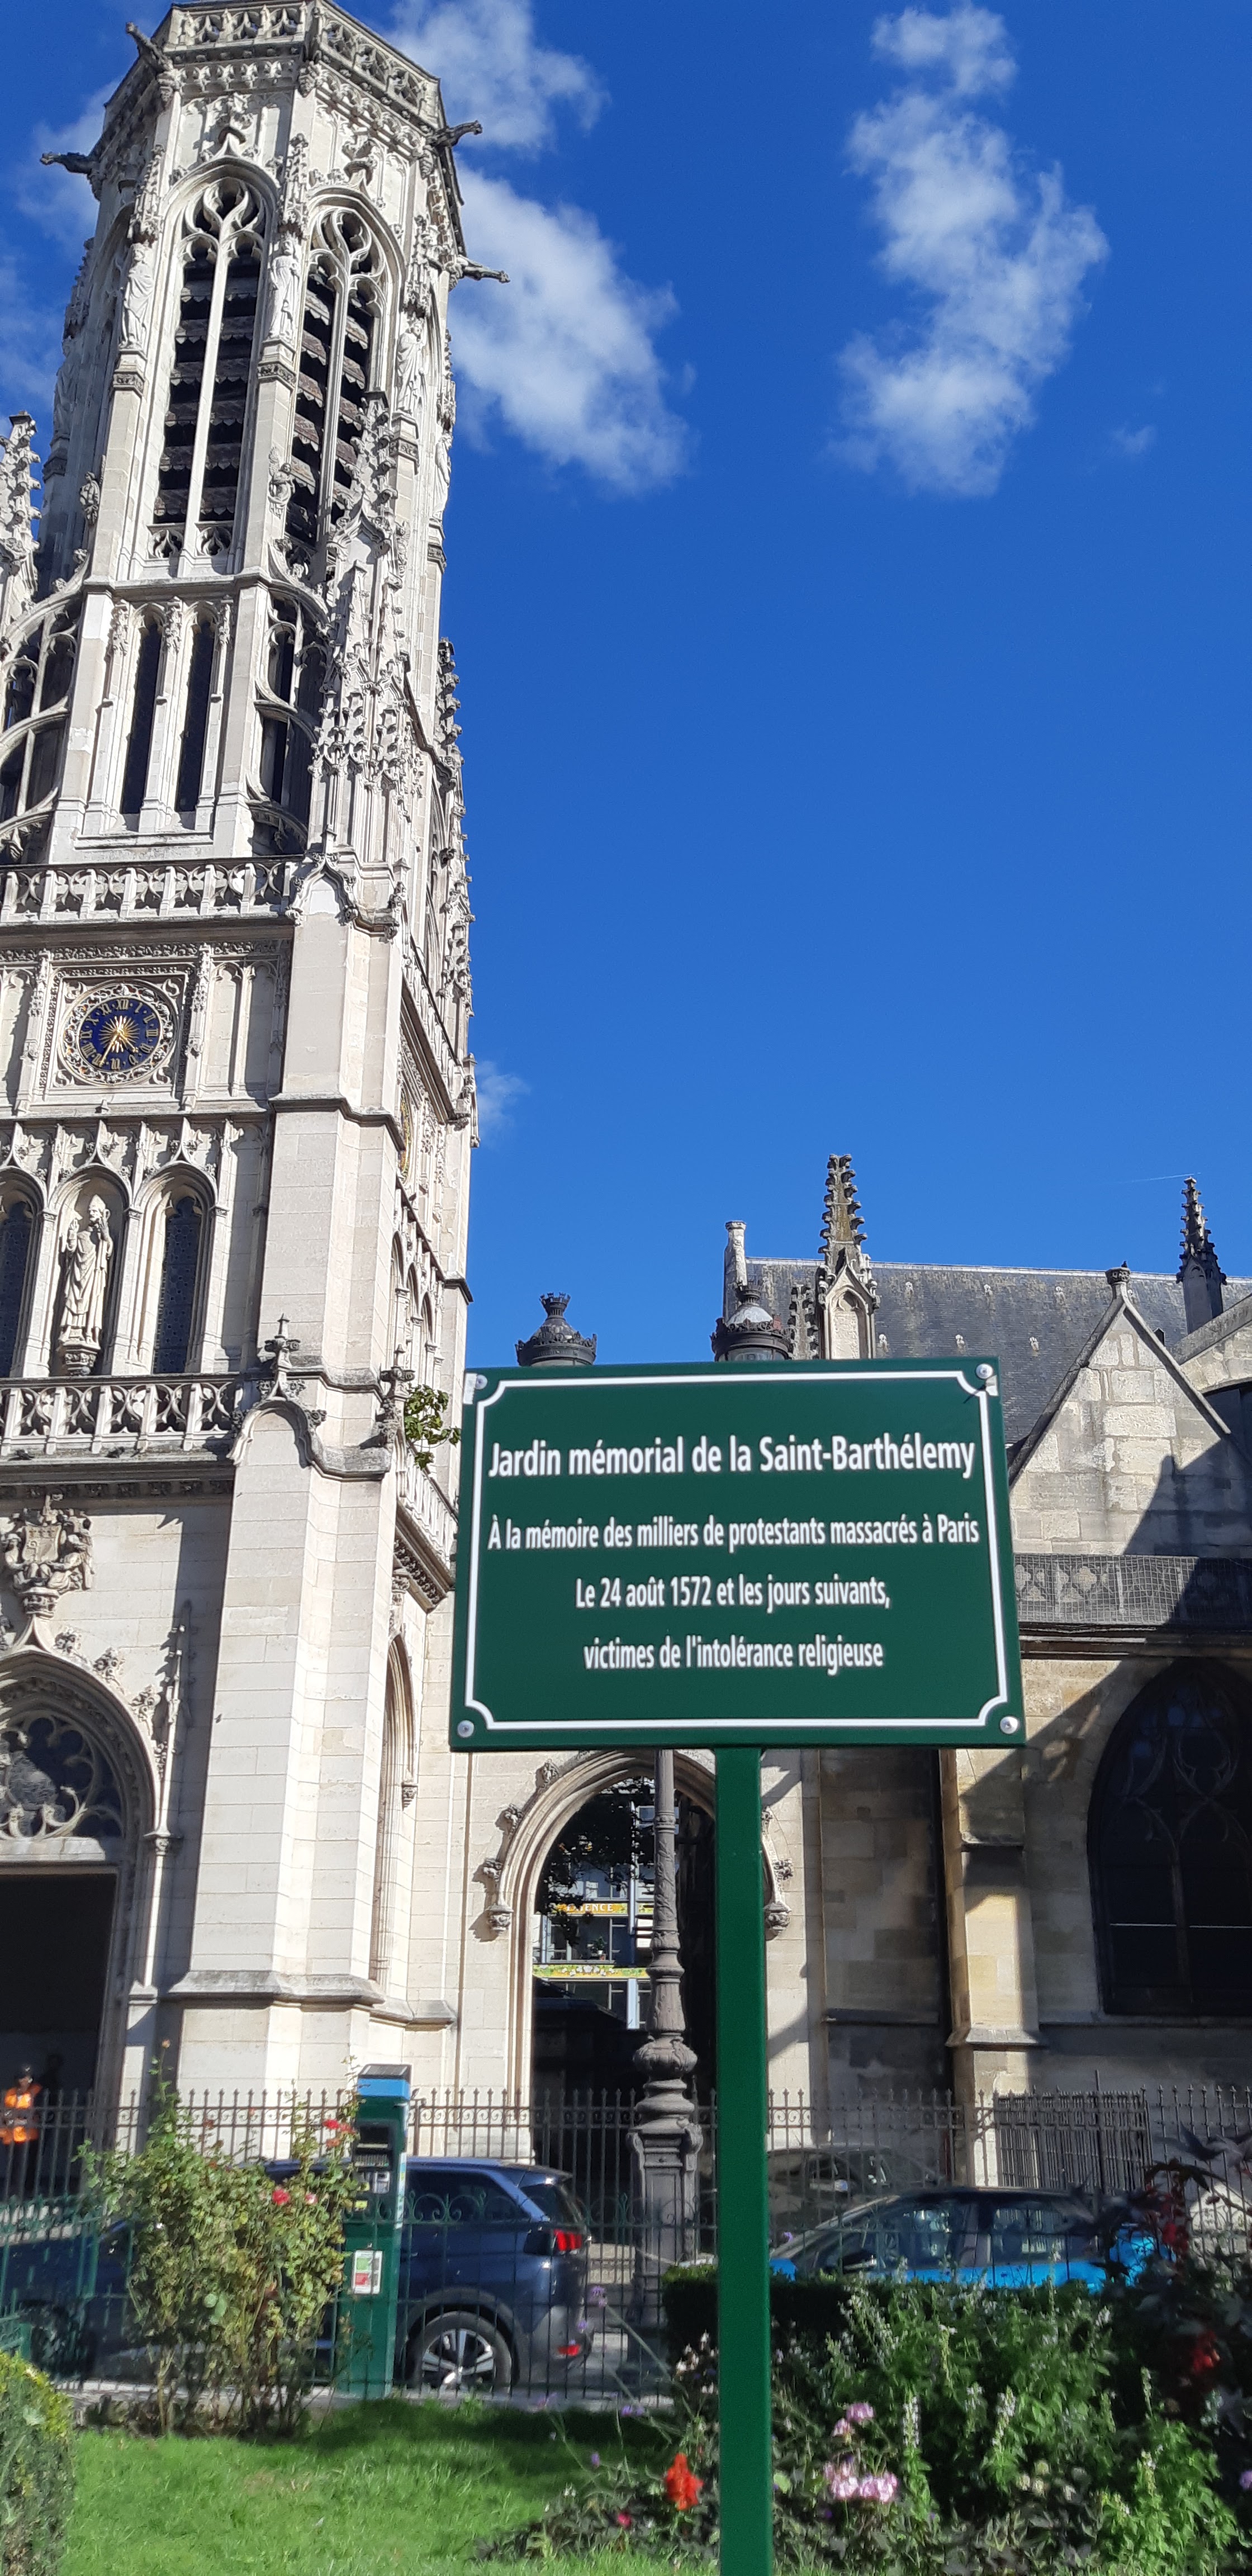 Jardin mémorial de la Saint-Barthélemy
À la mémoire des milliers de protestants massacrés à Paris
Le 24 août 1572 et les jours suivants,
victimes de l'intolérance religieuse